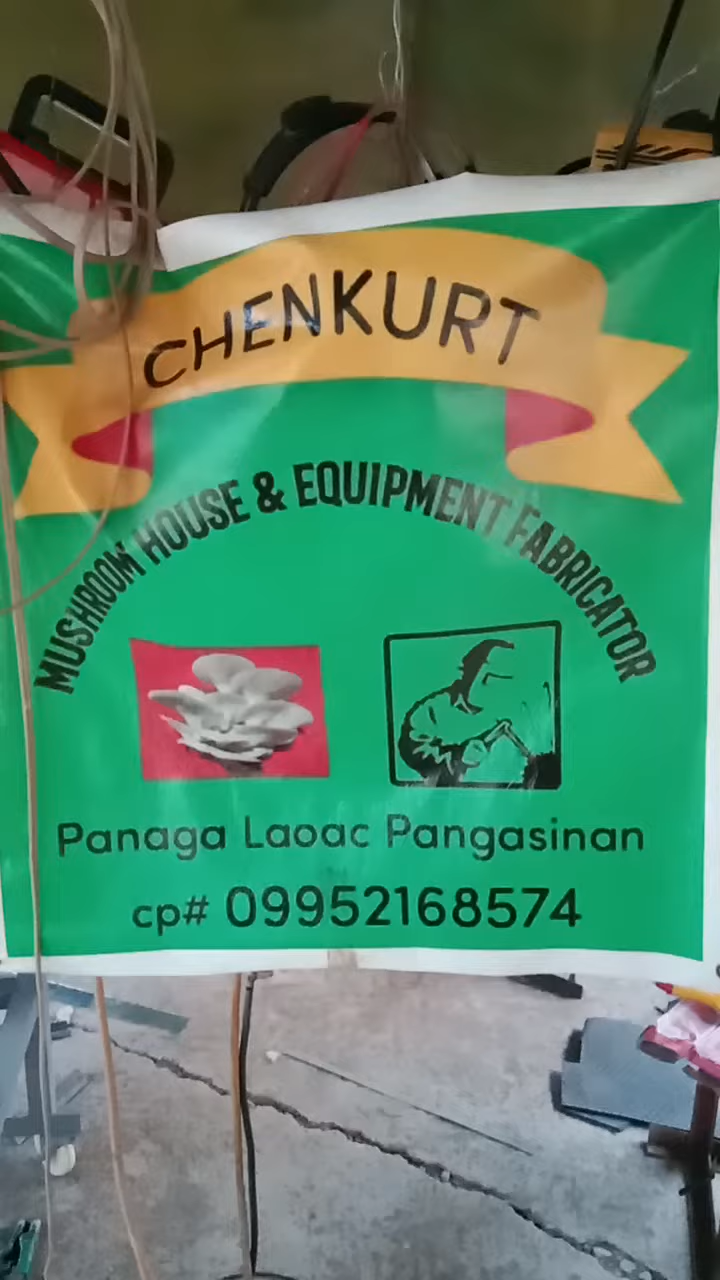 CHENKURT
MUSHROOM HOUSE & EQUIPMENT FABRICATOR
Panaga Laoac Pangasinan
cp# 09952168574